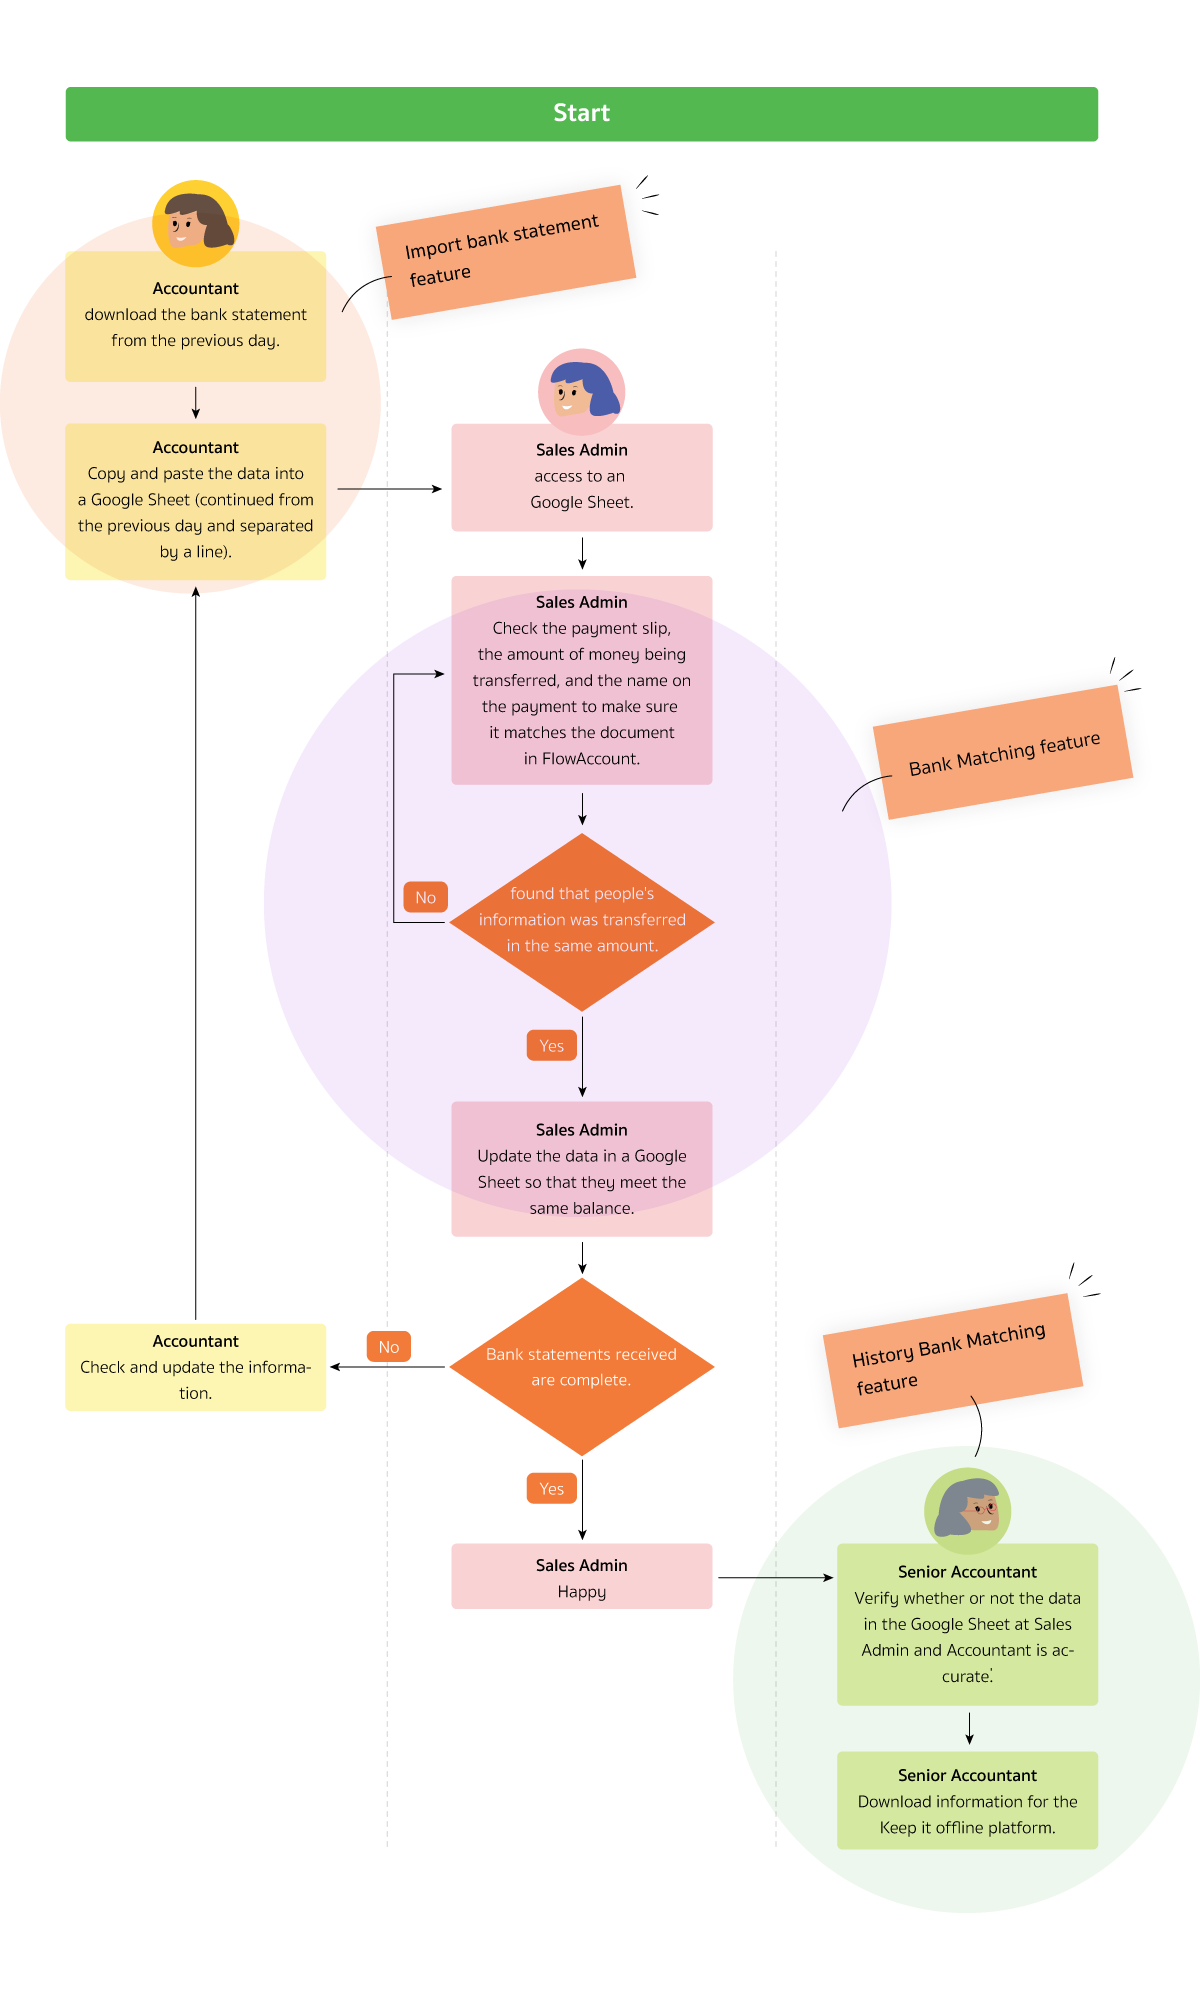 Start
Import bank statement
feature
Accountant
download the bank statement
from the previous day.
Accountant
Copy and paste the data into
a Google Sheet (continued from
the previous day and separated
by a line).
Sales Admin
access to an
Google Sheet.
Sales Admin
Check the payment slip,
the amount of money being
transferred, and the name on
the payment to make sure
it matches the document
in FlowAccount.
Bank Matching feature
No
found that people's
information was transferred
in the same amount.
Yes
Sales Admin
Update the data in a Google
Sheet so that they meet the
same balance.
Accountant
Check and update the informa-
tion.
No
Bank statements received
are complete.
History Bank Matching
feature
Yes
Sales Admin
Happy
Senior Accountant
Verify whether or not the data
in the Google Sheet at Sales
Admin and Accountant is ac-
curate.'
Senior Accountant
Download information for the
Keep it offline platform.